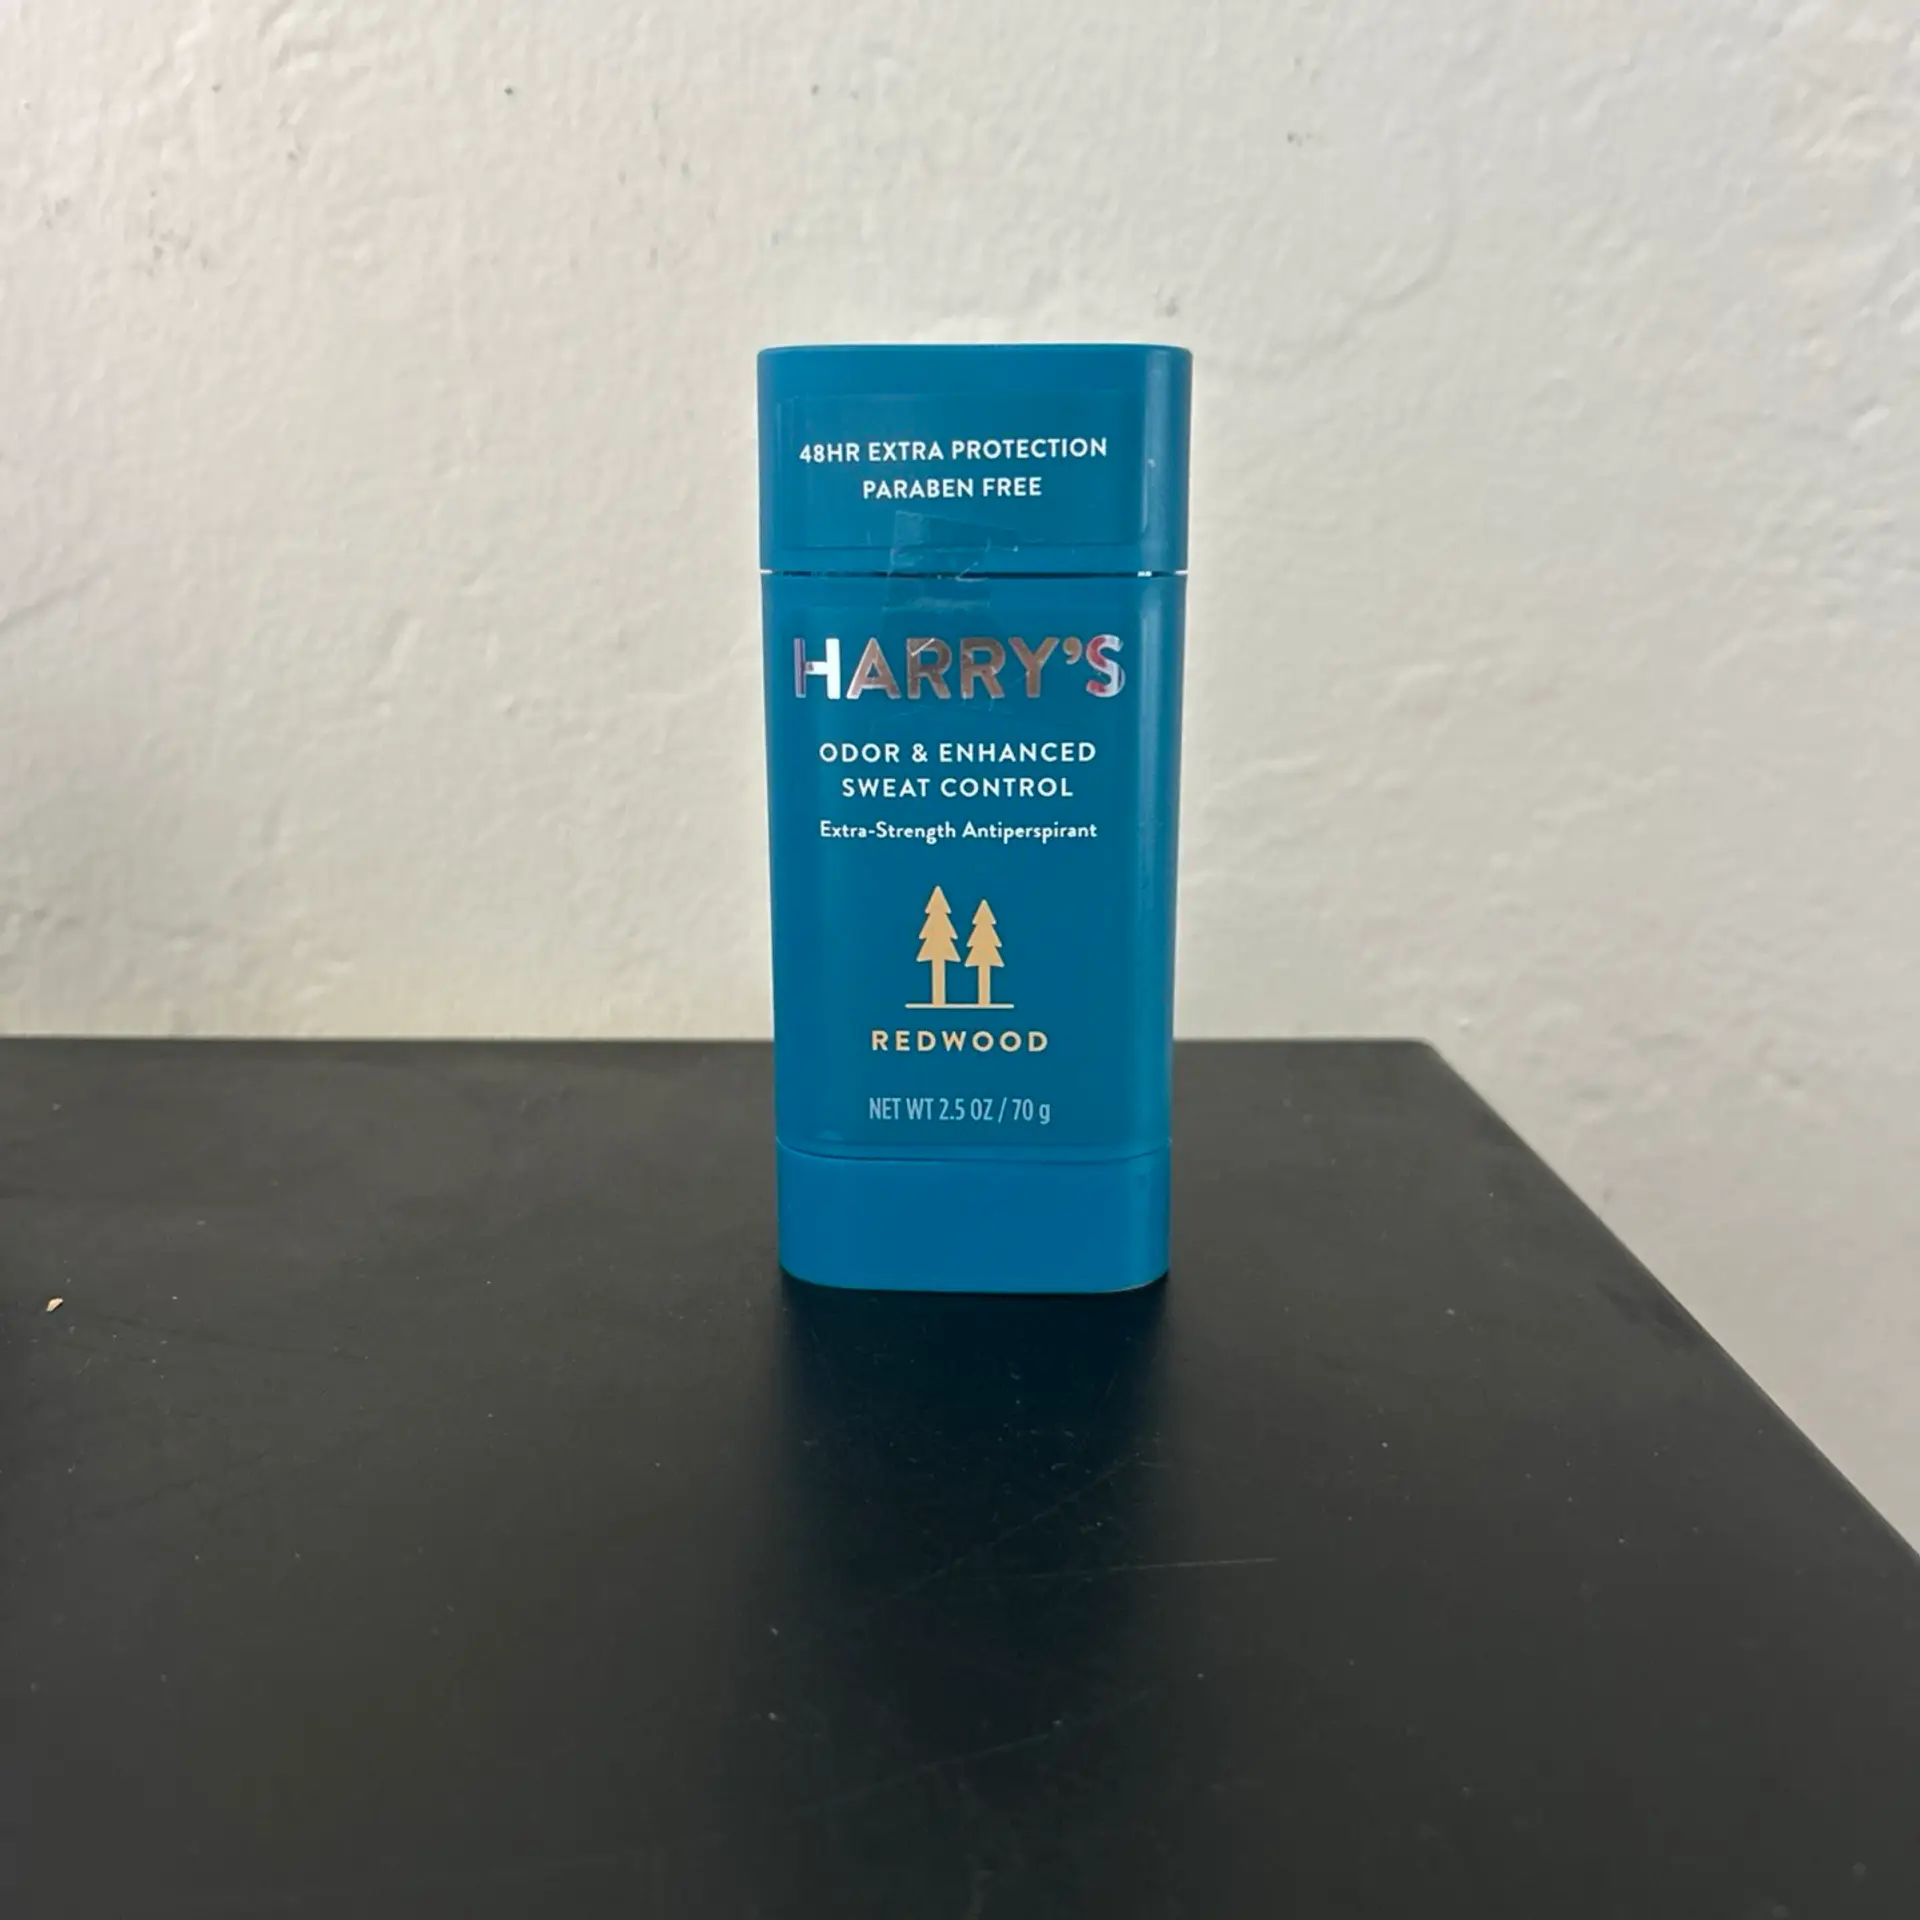 48HR EXTRA PROTECTION
PARABEN FREE
HARRY'S
ODOR & ENHANCED
SWEAT CONTROL
Extra-Strength Antiperspirant
REDWOOD
NET WT 2.5 OZ / 70 g